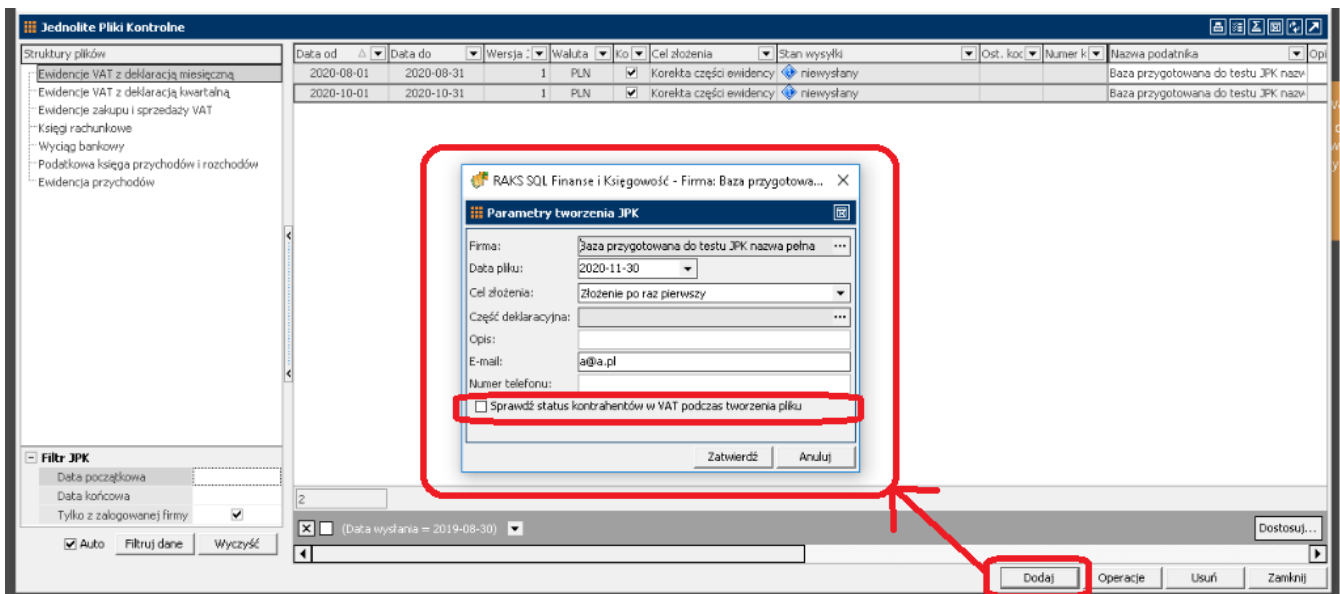 Jednolite Pliki Kontrolne
Struktury plików
Ewidencje VAT z deklaracją miesięczną
Ewidencje VAT z deklaracją kwartalną
Ewidencje zakupu i sprzedaży VAT
Księgi rachunkowe
Wyciąg bankowy
Podatkowa księga przychodów i rozchodów
Ewidencja przychodów
Data od Data do Wersja Waluta Ko Cel złożenia Stan wysyłki Ost. koc Numer k Nazwa podatnika Opi
2020-08-01 2020-08-31 1 PLN Korekta części ewidency niewysłany Baza przygotowana do testu JPK nazw
2020-10-01 2020-10-31 1 PLN Korekta części ewidency niewysłany Baza przygotowana do testu JPK nazw
RAKS SQL Finanse i Księgowość - Firma: Baza przygotowa...
Parametry tworzenia JPK
Firma: Baza przygotowana do testu JPK nazwa pełna ...
Data pliku: 2020-11-30
Cel złożenia: Złożenie po raz pierwszy
Część deklaracyjna: ...
Opis:
E-mail: a@a.pl
Numer telefonu:
Sprawdź status kontrahentów w VAT podczas tworzenia pliku
Zatwierdź Anuluj
Filtr JPK
Data początkowa
Data końcowa
Tylko z zalogowanej firmy
Auto Filtruj dane Wyczyść
2
(Data wysłania = 2019-08-30)
Dostosuj...
Dodaj Operacje Usuń Zamknij